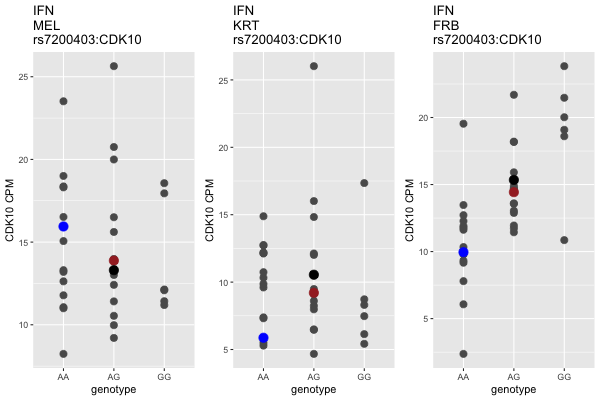 IFN
MEL
rs7200403:CDK10
25
20
15
10
CDK10 CPM
AA AG GG
genotype
IFN
KRT
rs7200403:CDK10
25
20
15
10
5
CDK10 CPM
AA AG GG
genotype
IFN
FRB
rs7200403:CDK10
20
15
10
5
CDK10 CPM
AA AG GG
genotype